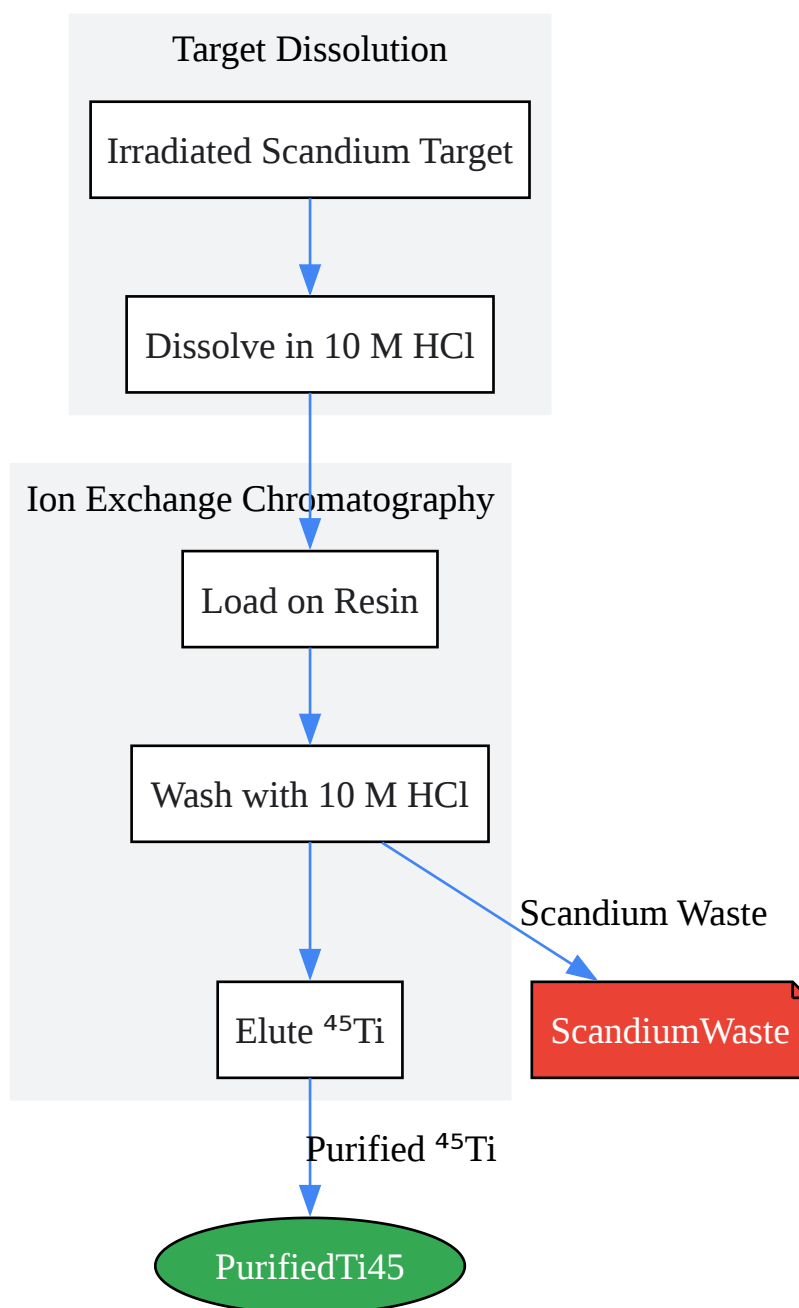 Target Dissolution
Irradiated Scandium Target
Dissolve in 10 M HCl
Ion Exchange Chromatography
Load on Resin
Wash with 10 M HCl
Scandium Waste
Elute ⁴⁵Ti
ScandiumWaste
Purified ⁴⁵Ti
PurifiedTi45